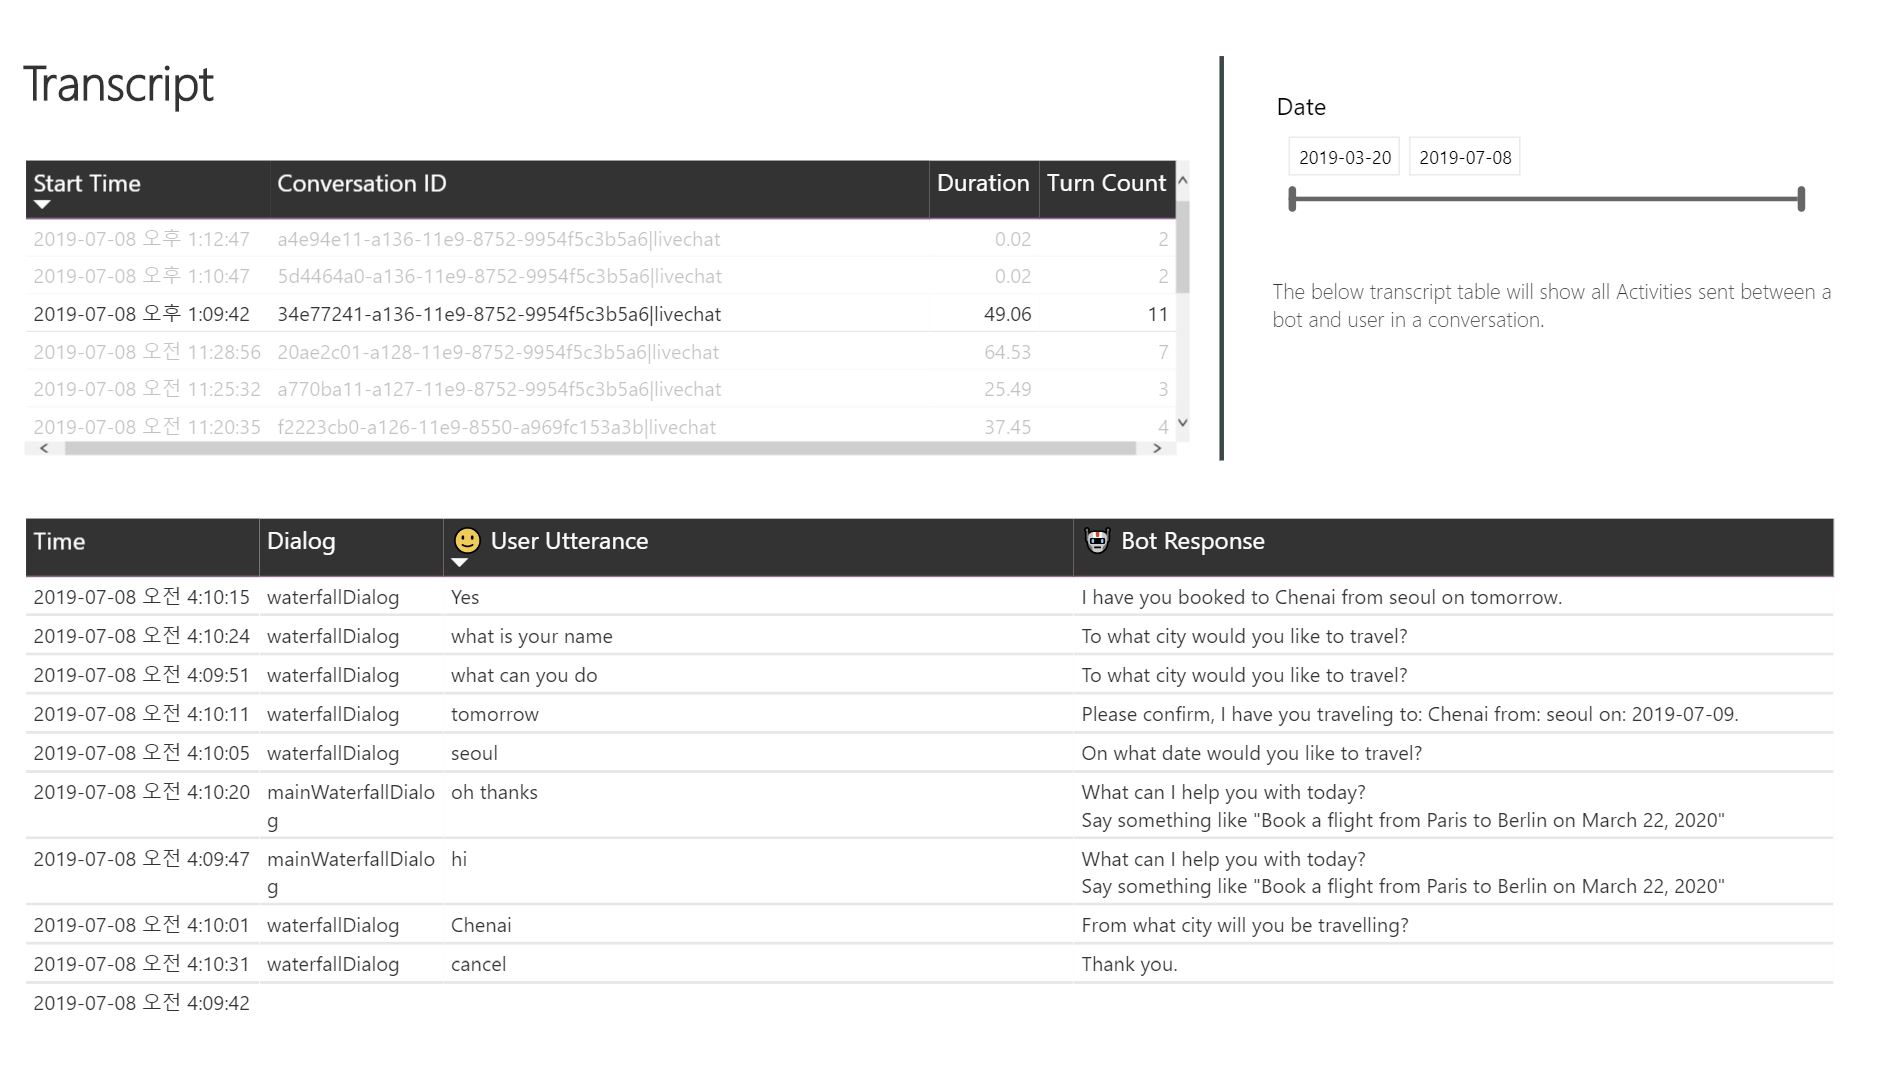 Transcript
Date
2019-03-20 2019-07-08
The below transcript table will show all Activities sent between a
bot and user in a conversation.
Start Time Conversation ID Duration Turn Count
2019-07-08 오후 1:12:47 a4e94e11-a136-11e9-8752-9954f5c3b5a6|livechat 0.02 2
2019-07-08 오후 1:10:47 5d4464a0-a136-11e9-8752-9954f5c3b5a6|livechat 0.02 2
2019-07-08 오후 1:09:42 34e77241-a136-11e9-8752-9954f5c3b5a6|livechat 49.06 11
2019-07-08 오전 11:28:56 20ae2c01-a128-11e9-8752-9954f5c3b5a6|livechat 64.53 7
2019-07-08 오전 11:25:32 a770ba11-a127-11e9-8752-9954f5c3b5a6|livechat 25.49 3
2019-07-08 오전 11:20:35 f2223cb0-a126-11e9-8550-a969fc153a3b|livechat 37.45 4
Time Dialog User Utterance Bot Response
2019-07-08 오전 4:10:15 waterfallDialog Yes I have you booked to Chenai from seoul on tomorrow.
2019-07-08 오전 4:10:24 waterfallDialog what is your name To what city would you like to travel?
2019-07-08 오전 4:09:51 waterfallDialog what can you do To what city would you like to travel?
2019-07-08 오전 4:10:11 waterfallDialog tomorrow Please confirm, I have you traveling to: Chenai from: seoul on: 2019-07-09.
2019-07-08 오전 4:10:05 waterfallDialog seoul On what date would you like to travel?
2019-07-08 오전 4:10:20 mainWaterfallDialo oh thanks What can I help you with today?
g Say something like "Book a flight from Paris to Berlin on March 22, 2020"
2019-07-08 오전 4:09:47 mainWaterfallDialo hi What can I help you with today?
g Say something like "Book a flight from Paris to Berlin on March 22, 2020"
2019-07-08 오전 4:10:01 waterfallDialog Chenai From what city will you be travelling?
2019-07-08 오전 4:10:31 waterfallDialog cancel Thank you.
2019-07-08 오전 4:09:42